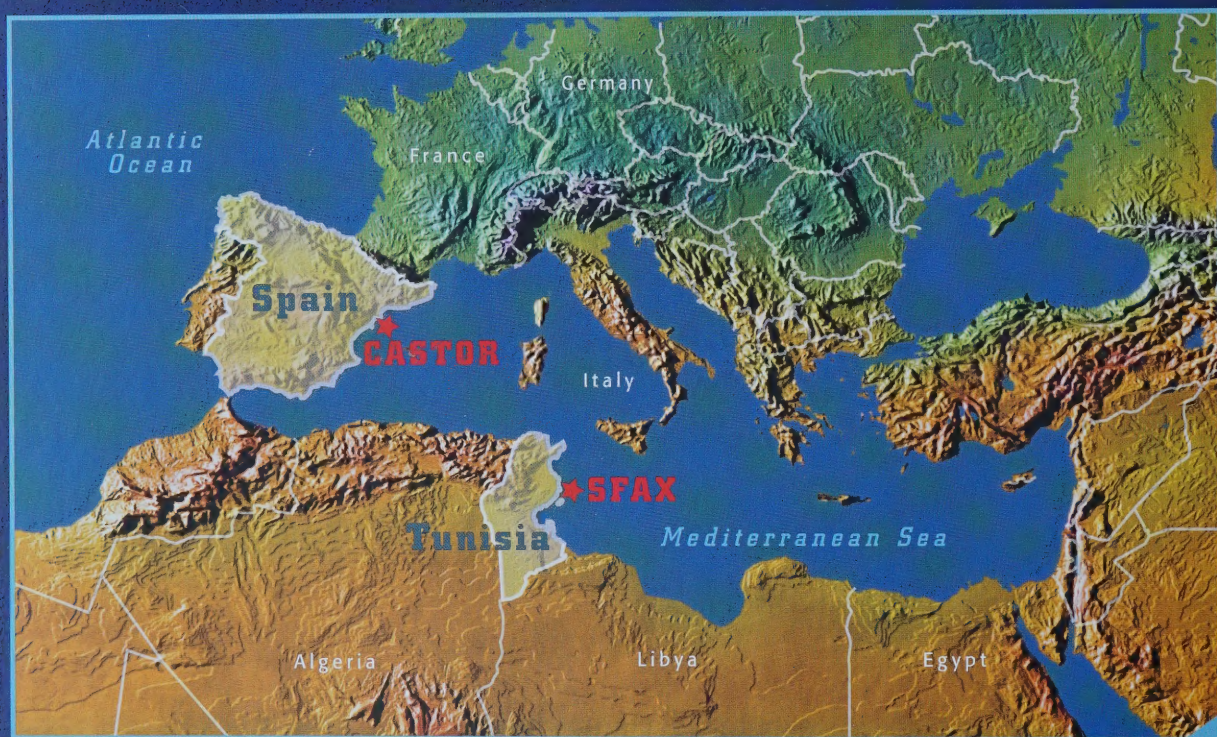 Germany
Atlantic
Ocean
France
Spain
CASTOR
Italy
SFAX
Tunisia
Mediterranean Sea
Algeria
Libya
Egypt